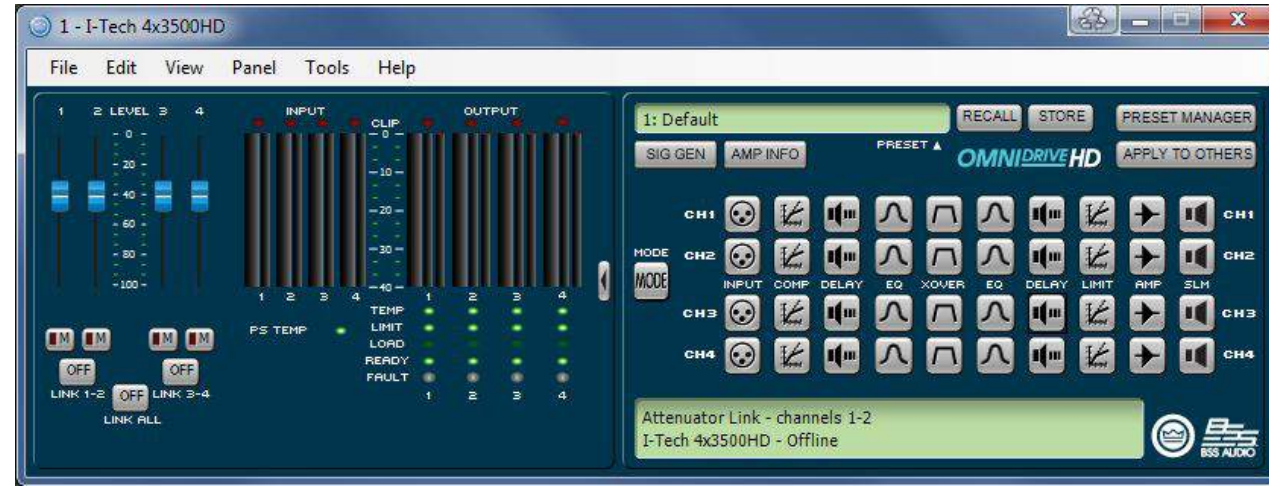 1 - I-Tech 4x3500HD
File Edit View Panel Tools Help
1 2 LEVEL 3 4
- 0 -
- 20 -
- 40 -
- 60 -
- 80 -
-100-
M M M M
OFF OFF
LINK 1-2 OFF LINK 3-4
LINK ALL
INPUT CLIP OUTPUT
- 0 -
-10-
-20-
-30-
-40-
1 2 3 4 1 2 3 4
TEMP
PS TEMP LIMIT
LOAD
READY
FAULT
1 2 3 4
1: Default RECALL STORE PRESET MANAGER
PRESET ▲
SIG GEN AMP INFO OMNIDRIVEHD APPLY TO OTHERS
CH1 CH1
MODE CH2 CH2
MODE INPUT COMP DELAY EQ XOVER EQ DELAY LIMIT AMP SLM
CH3 CH3
CH4 CH4
Attenuator Link - channels 1-2
I-Tech 4x3500HD - Offline
BSS
BSS AUDIO